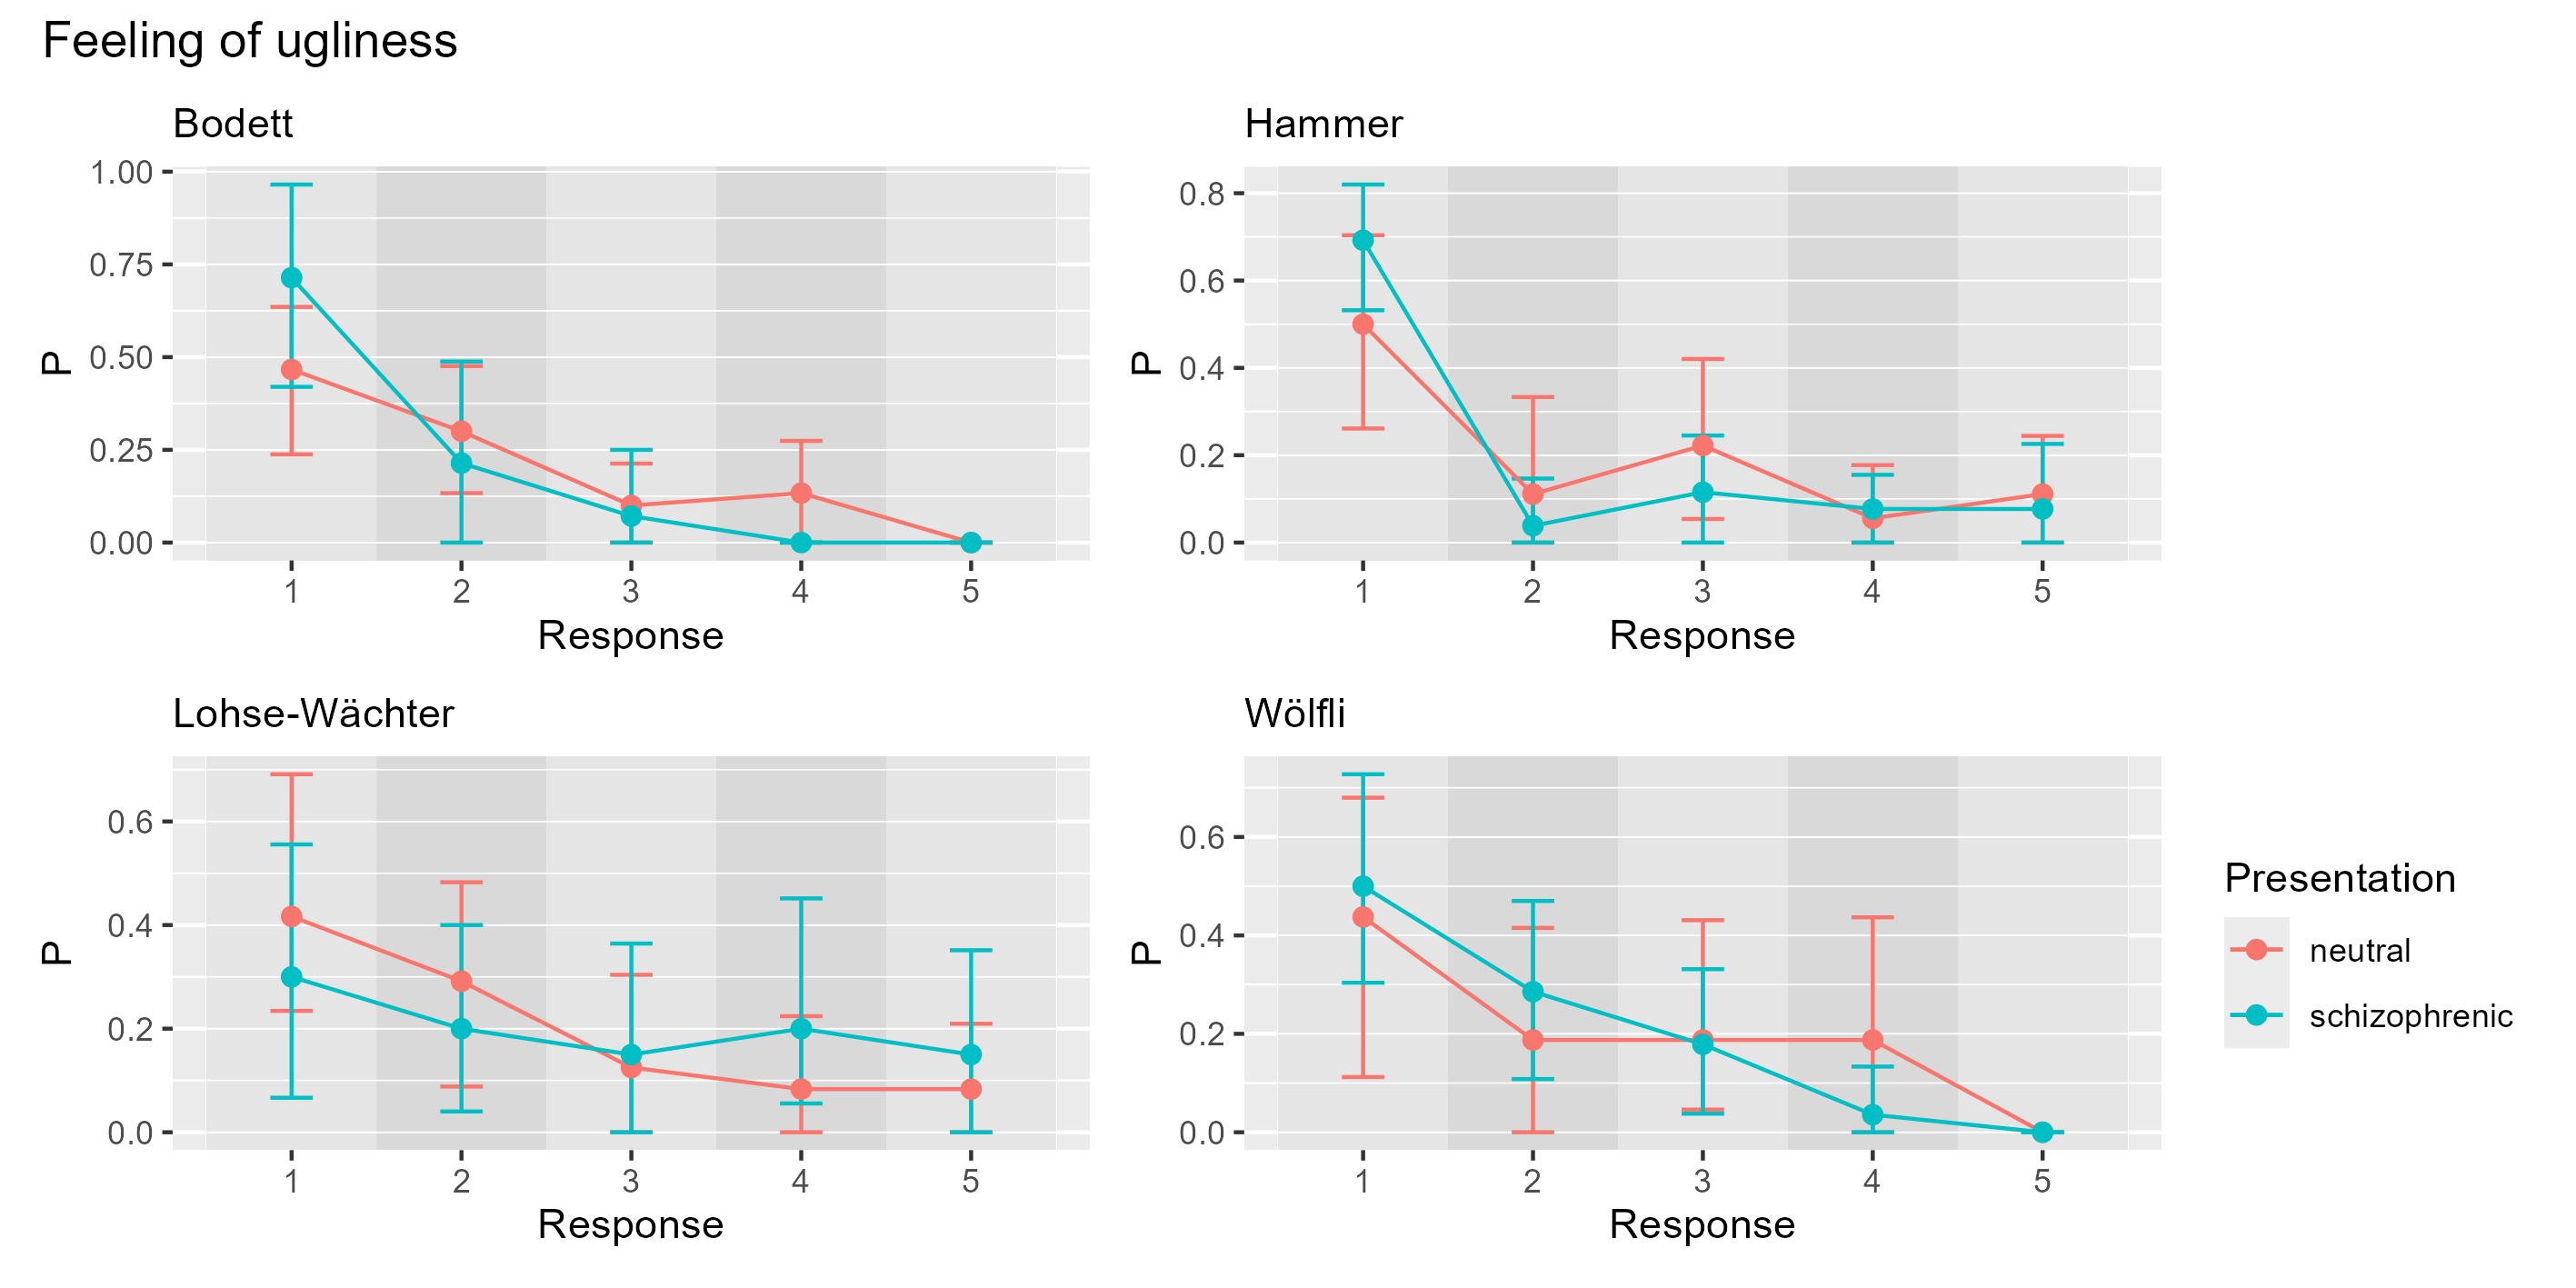 Feeling of ugliness
Bodett
P
1.00
0.75
0.50
0.25
0.00
1 2 3 4 5
Response
Hammer
P
0.8
0.6
0.4
0.2
0.0
1 2 3 4 5
Response
Lohse-Wächter
P
0.6
0.4
0.2
0.0
1 2 3 4 5
Response
Wölfli
P
0.6
0.4
0.2
0.0
1 2 3 4 5
Response
Presentation
neutral
schizophrenic